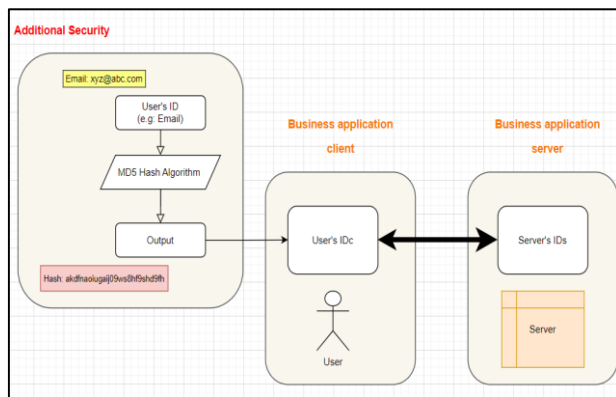 Additional Security
Email: xyz@abc.com
User's ID
(e.g: Email)
MD5 Hash Algorithm
Output
Hash: akdfnaoiugaij09ws8hf9shd9fh
Business application
client
User's IDc
User
Business application
server
Server's IDs
Server